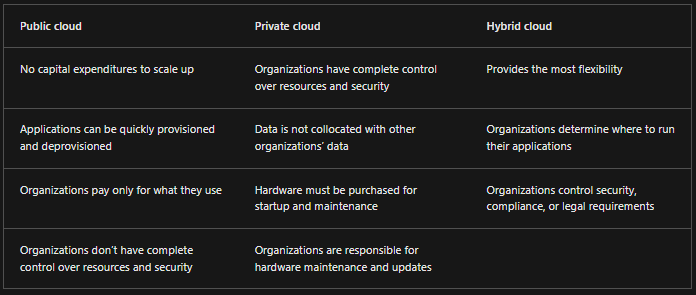 Public cloud
Private cloud
Hybrid cloud
No capital expenditures to scale up
Organizations have complete control
over resources and security
Provides the most flexibility
Applications can be quickly provisioned
and deprovisioned
Data is not collocated with other
organizations’ data
Organizations determine where to run
their applications
Organizations pay only for what they use
Hardware must be purchased for
startup and maintenance
Organizations control security,
compliance, or legal requirements
Organizations don’t have complete
control over resources and security
Organizations are responsible for
hardware maintenance and updates